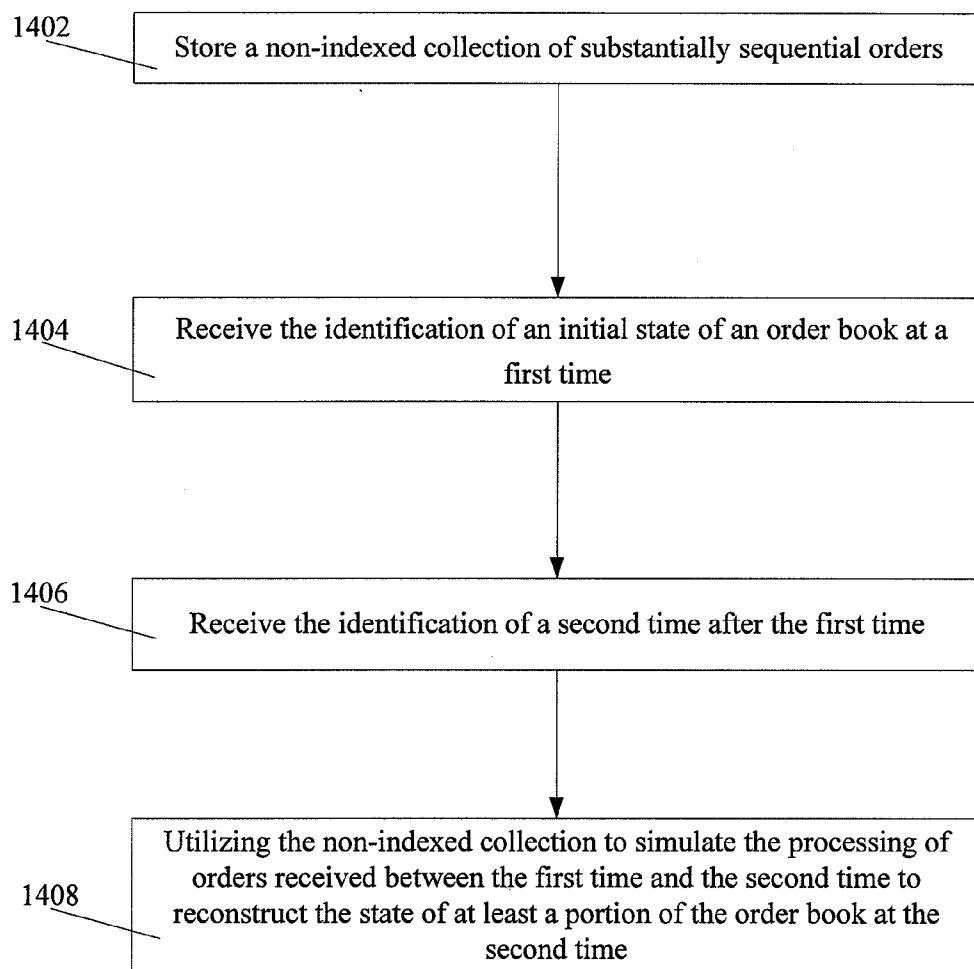 1402
Store a non-indexed collection of substantially sequential orders
1404
Receive the identification of an initial state of an order book at a
first time
1406
Receive the identification of a second time after the first time
1408
Utilizing the non-indexed collection to simulate the processing of
orders received between the first time and the second time to
reconstruct the state of at least a portion of the order book at the
second time